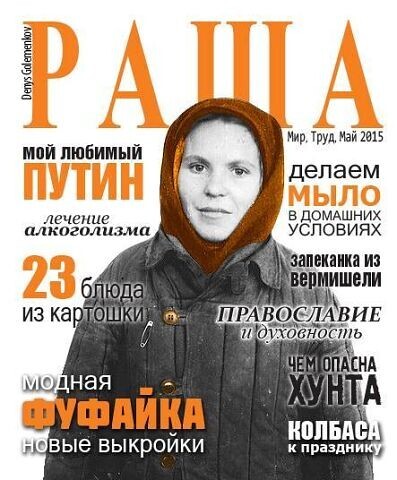 Denys Golemenkov
РАША
Мир, Труд, Май 2015
мой любимый
ПУТИН
лечение
алкоголизма
23 блюда
из картошки
модная
ФУФАЙКА
новые выкройки
делаем
МЫЛО
В ДОМАШНИХ
УСЛОВИЯХ
запеканка из
вермишели
ПРАВОСЛАВИЕ
и духовность
ЧЕМ ОПАСНА
ХУНТА
КОЛБАСА
к празднику